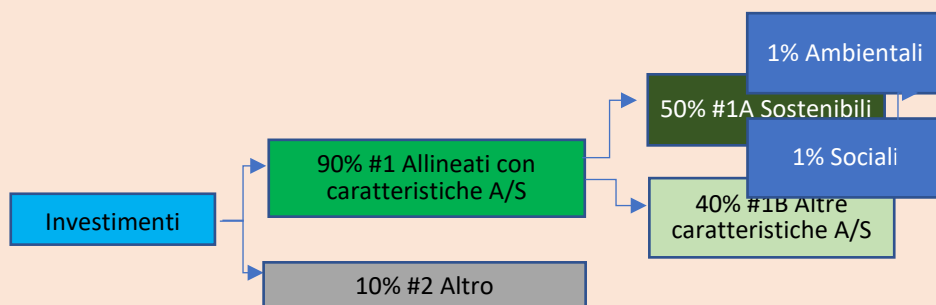 Investimenti
90% #1 Allineati con
caratteristiche A/S
10% #2 Altro
50% #1A Sostenibili
40% #1B Altre
caratteristiche A/S
1% Ambientali
1% Sociali